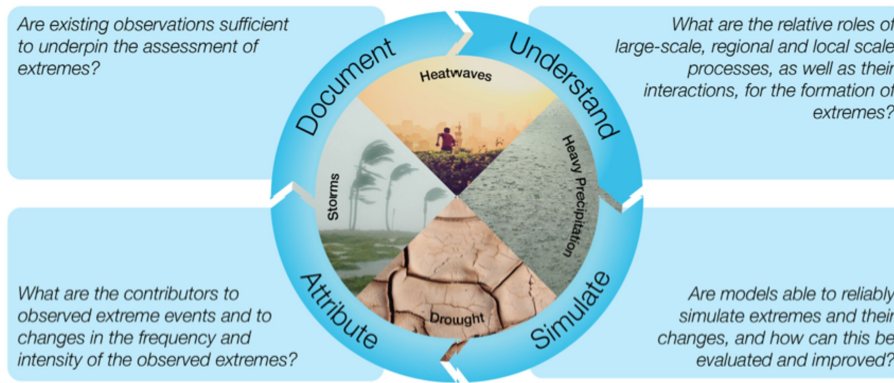 Are existing observations sufficient
to underpin the assessment of
extremes?
What are the relative roles of
large-scale, regional and local scale
processes, as well as their
interactions, for the formation of
extremes?
Document
Understand
Heatwaves
Storms
Heavy Precipitation
Drought
Attribute
Simulate
What are the contributors to
observed extreme events and to
changes in the frequency and
intensity of the observed extremes?
Are models able to reliably
simulate extremes and their
changes, and how can this be
evaluated and improved?